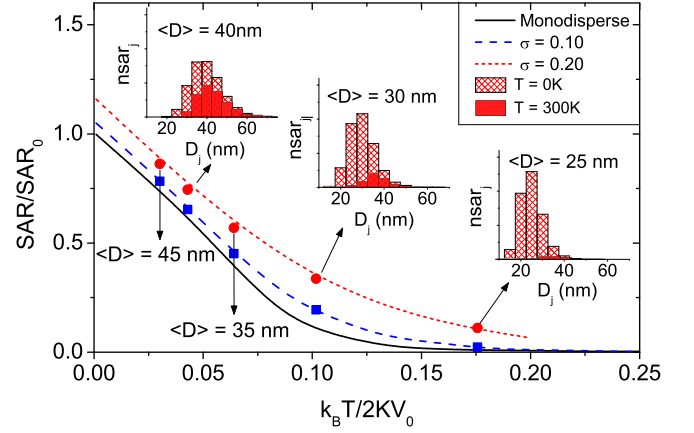 1.5
1.0
0.5
0.0
SAR/SAR0
0.00
0.05
0.10
0.15
0.20
0.25
kBT/2KV0
Monodisperse
σ = 0.10
σ = 0.20
T = 0K
T = 300K
<D> = 40nm
nsarj
20
40
60
Dj (nm)
<D> = 30 nm
nsarj|
20
40
60
Dj (nm)
<D> = 25 nm
nsarj
20
40
60
Dj (nm)
<D> = 45 nm
<D> = 35 nm